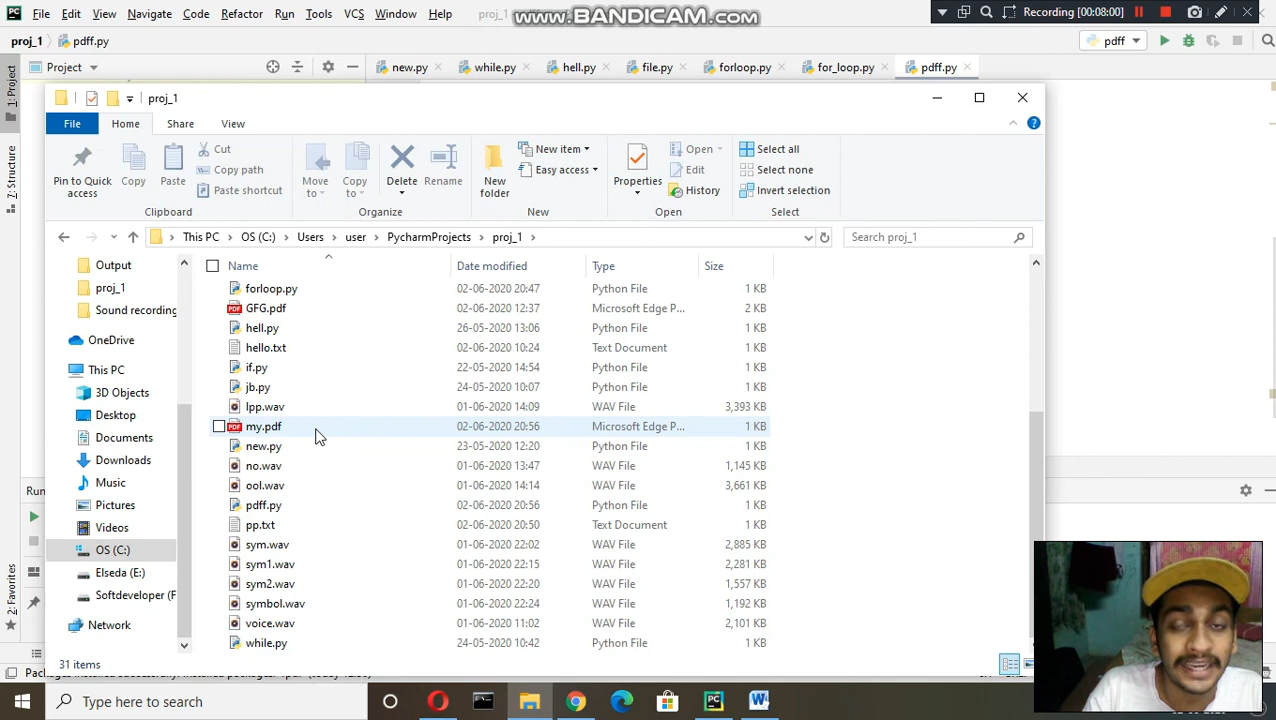 File Edit View Navigate Code Refactor Run Tools VCS Window Help proj_1
www.BANDICAM.com
Recording [00:08:00]
proj_1 pdff.py
pdff
1: Project
Project
new.py while.py hell.py file.py forloop.py for_loop.py pdff.py
proj_1
File Home Share View
Pin to Quick access
Copy
Paste
Cut
Copy path
Paste shortcut
Move to
Copy to
Delete
Rename
New folder
New item
Easy access
Properties
Open
Edit
History
Select all
Select none
Invert selection
Clipboard Organize New Open Select
This PC OS (C:) Users user PycharmProjects proj_1
Search proj_1
Z: Structure
Output
proj_1
Sound recording
OneDrive
This PC
3D Objects
Desktop
Documents
Downloads
Music
Pictures
Videos
OS (C:)
Elseda (E:)
Softdeveloper (F
Network
Name Date modified Type Size
forloop.py 02-06-2020 20:47 Python File 1 KB
GFG.pdf 02-06-2020 12:37 Microsoft Edge P... 2 KB
hell.py 26-05-2020 13:06 Python File 1 KB
hello.txt 02-06-2020 10:24 Text Document 1 KB
if.py 22-05-2020 14:54 Python File 1 KB
jb.py 24-05-2020 10:07 Python File 1 KB
lpp.wav 01-06-2020 14:09 WAV File 3,393 KB
my.pdf 02-06-2020 20:56 Microsoft Edge P... 1 KB
new.py 23-05-2020 12:20 Python File 1 KB
no.wav 01-06-2020 13:47 WAV File 1,145 KB
ool.wav 01-06-2020 14:14 WAV File 3,661 KB
pdff.py 02-06-2020 20:56 Python File 1 KB
pp.txt 02-06-2020 20:50 Text Document 1 KB
sym.wav 01-06-2020 22:02 WAV File 2,885 KB
sym1.wav 01-06-2020 22:15 WAV File 2,281 KB
sym2.wav 01-06-2020 22:20 WAV File 1,557 KB
symbol.wav 01-06-2020 22:24 WAV File 1,192 KB
voice.wav 01-06-2020 11:02 WAV File 2,101 KB
while.py 24-05-2020 10:42 Python File 1 KB
31 items
Run
2: Favorites
Type here to search